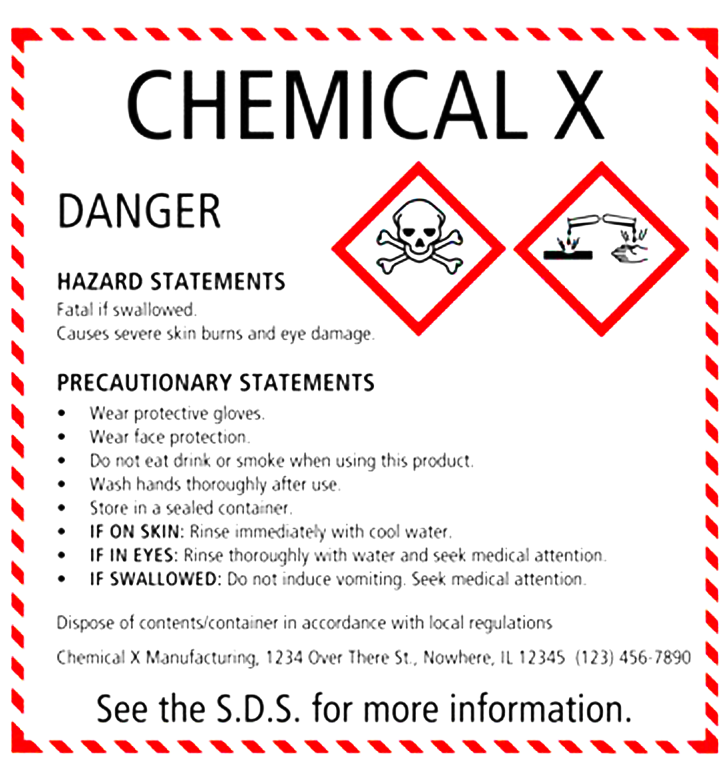 CHEMICAL X
DANGER
HAZARD STATEMENTS
Fatal if swallowed.
Causes severe skin burns and eye damage.
PRECAUTIONARY STATEMENTS
• Wear protective gloves.
• Wear face protection.
• Do not eat drink or smoke when using this product.
• Wash hands thoroughly after use.
• Store in a sealed container.
• IF ON SKIN: Rinse immediately with cool water.
• IF IN EYES: Rinse thoroughly with water and seek medical attention.
• IF SWALLOWED: Do not induce vomiting. Seek medical attention.
Dispose of contents/container in accordance with local regulations
Chemical X Manufacturing, 1234 Over There St., Nowhere, IL 12345 (123) 456-7890
See the S.D.S. for more information.